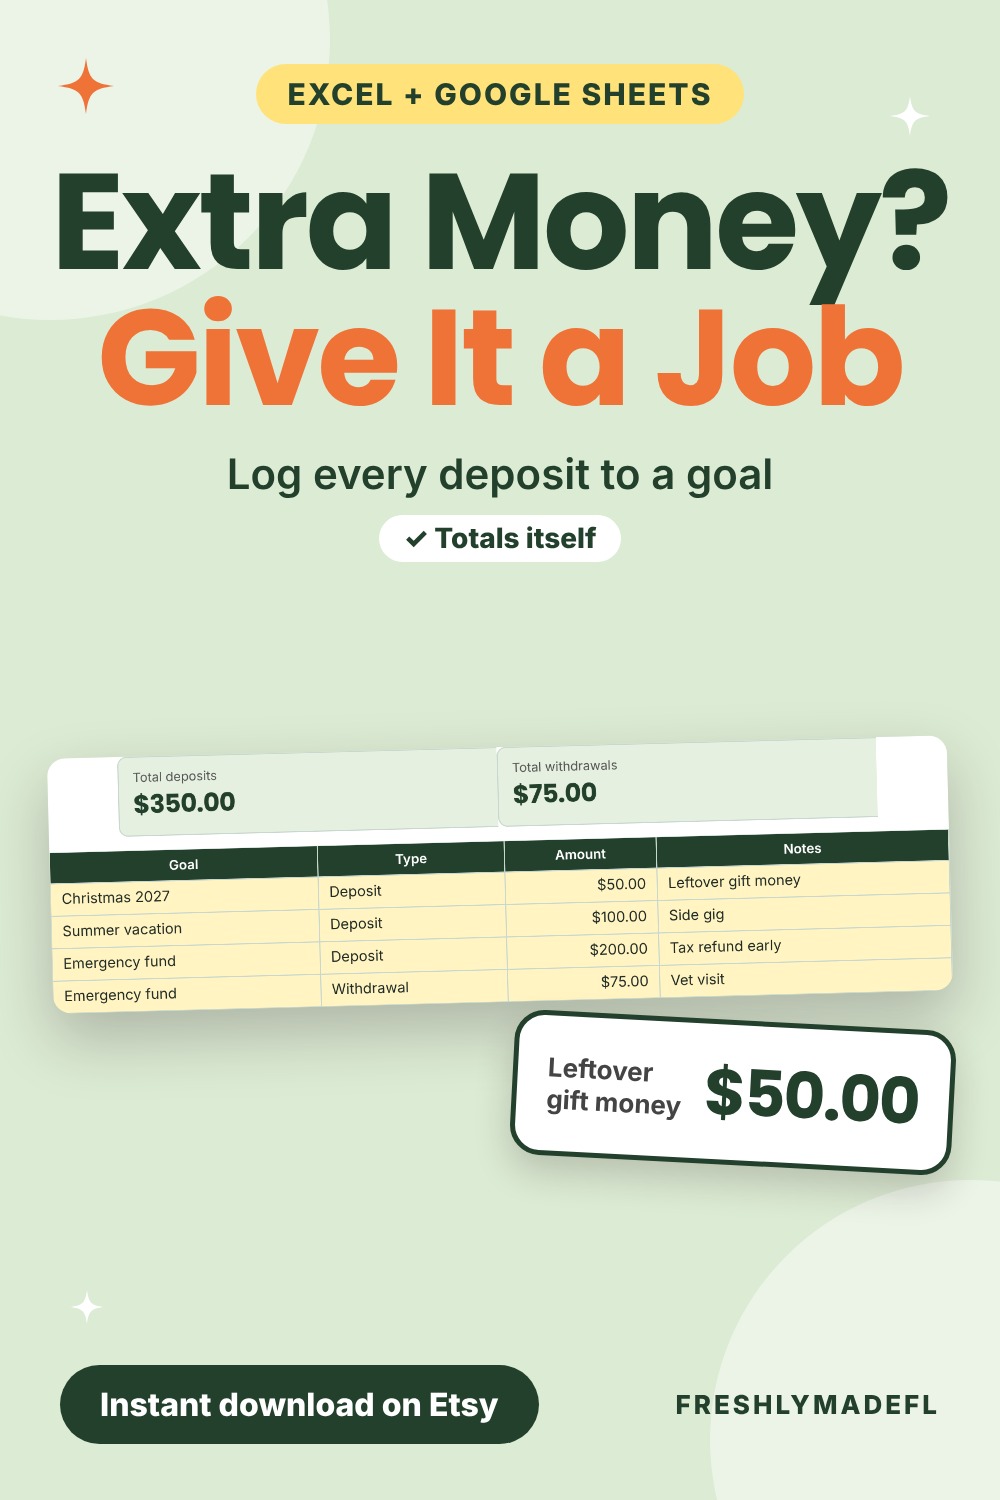 EXCEL + GOOGLE SHEETS
Extra Money?
Give It a Job
Log every deposit to a goal
✓ Totals itself
Total deposits
$350.00
Total withdrawals
$75.00
Goal Type Amount Notes
Christmas 2027 Deposit $50.00 Leftover gift money
Summer vacation Deposit $100.00 Side gig
Emergency fund Deposit $200.00 Tax refund early
Emergency fund Withdrawal $75.00 Vet visit
Leftover
gift money
$50.00
Instant download on Etsy
FRESHLYMADEFL